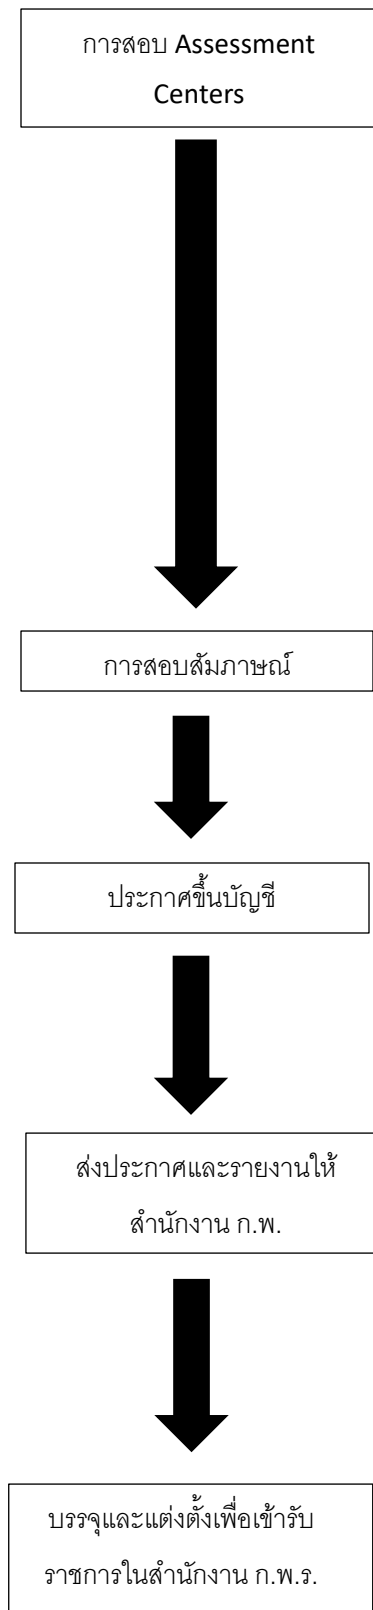 การสอบ Assessment
Centers
การสอบสัมภาษณ์
ประกาศขึ้นบัญชี
ส่งประกาศและรายงานให้
สำนักงาน ก.พ.
บรรจุและแต่งตั้งเพื่อเข้ารับ
ราชการในสำนักงาน ก.พ.ร.